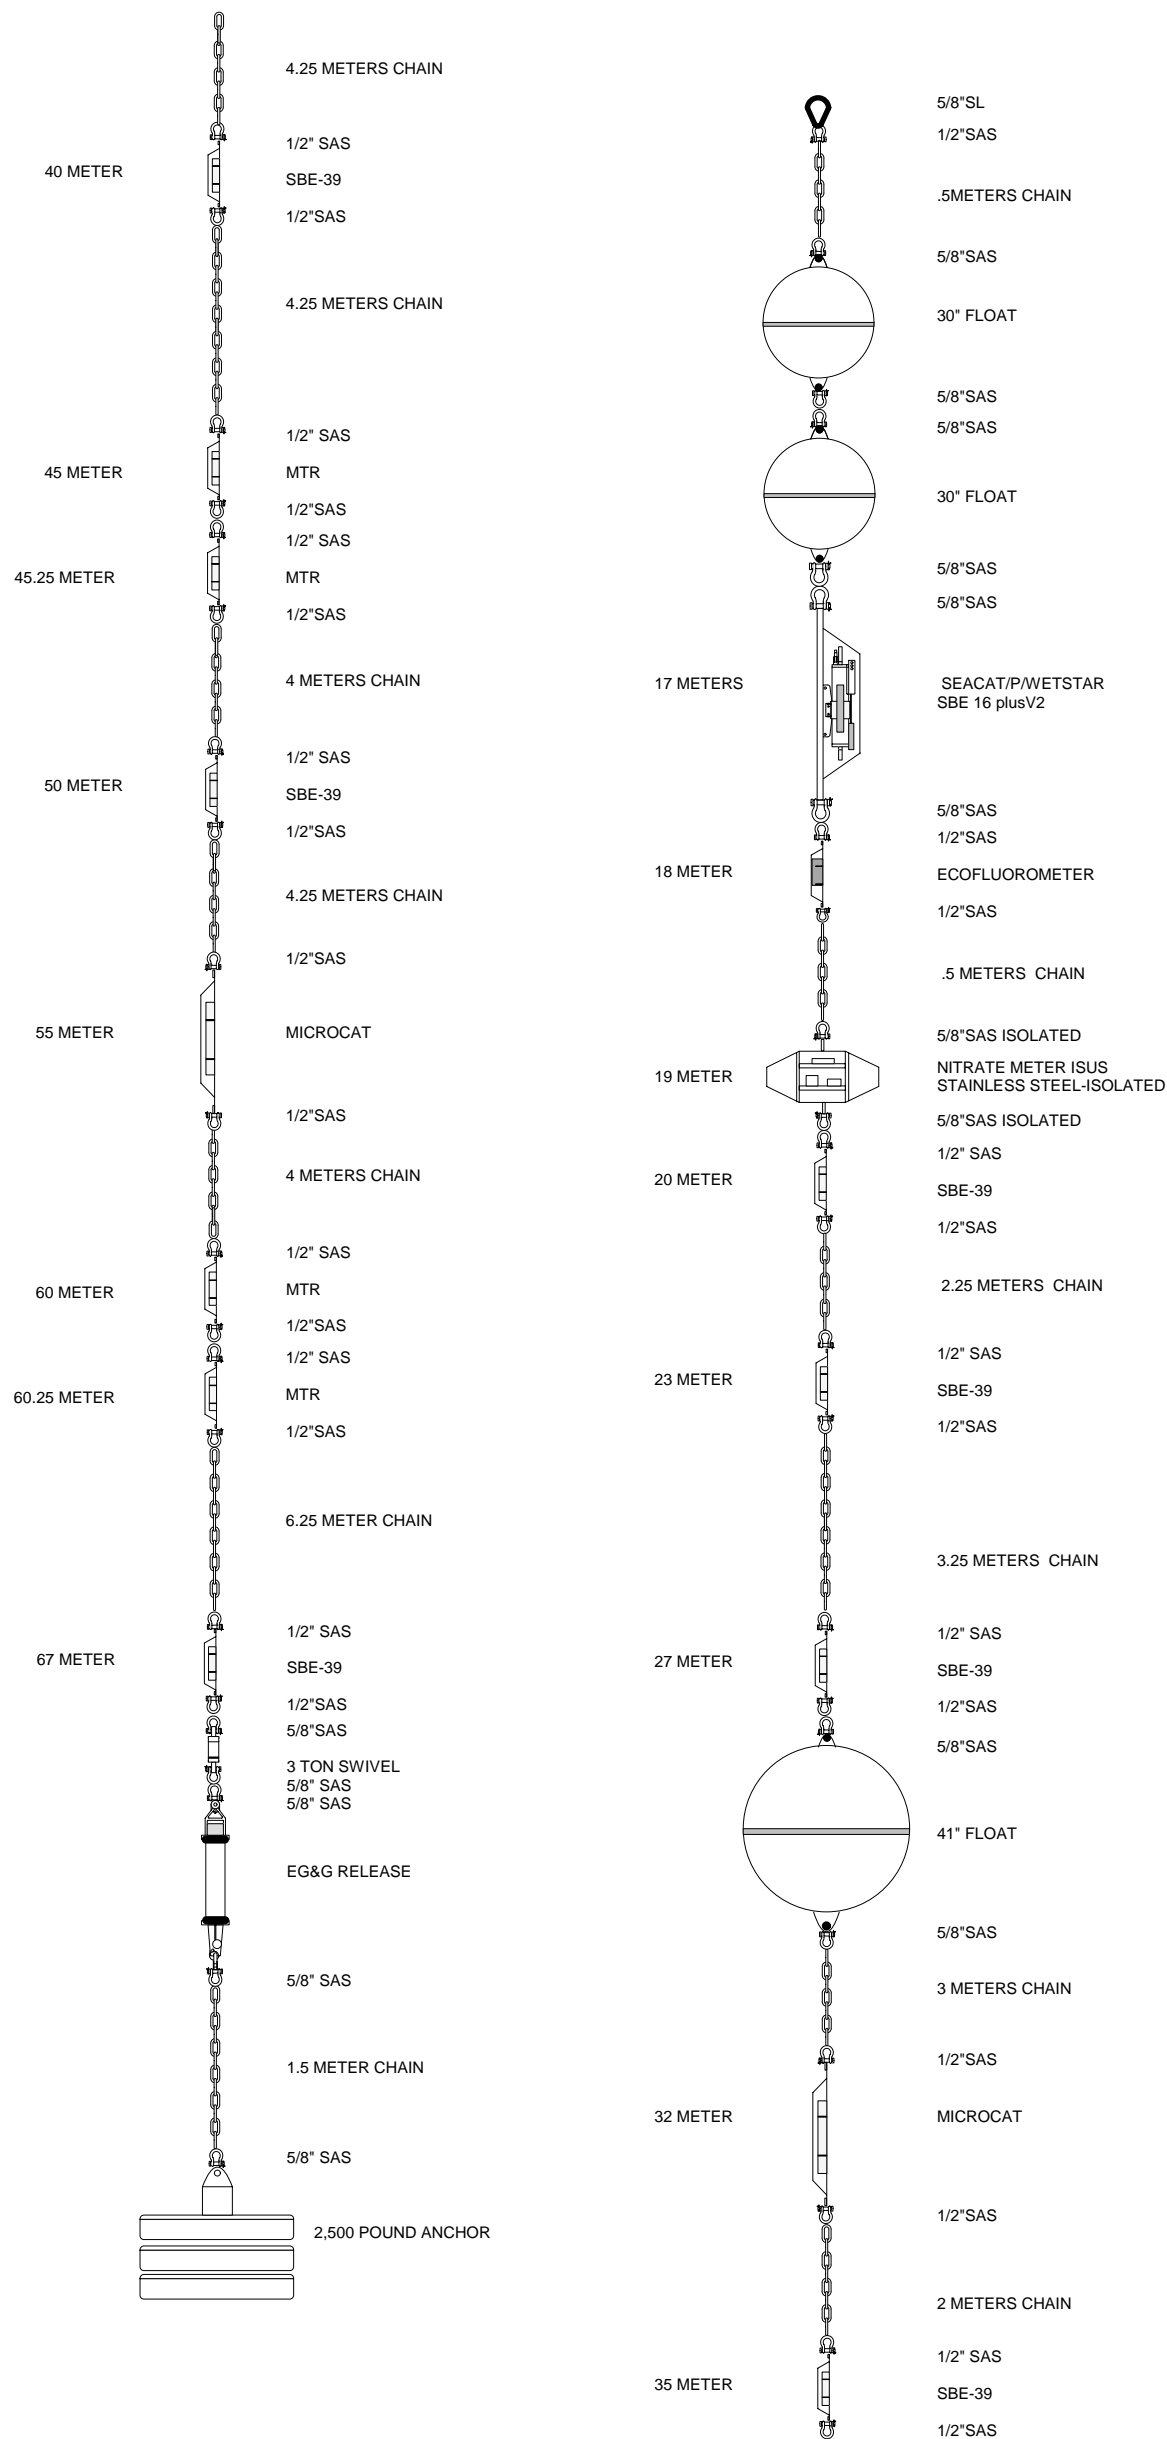 4.25 METERS CHAIN
1/2" SAS
40 METER
SBE-39
1/2"SAS
4.25 METERS CHAIN
1/2" SAS
45 METER
MTR
1/2"SAS
1/2" SAS
45.25 METER
MTR
1/2"SAS
4 METERS CHAIN
1/2" SAS
50 METER
SBE-39
1/2"SAS
4.25 METERS CHAIN
1/2"SAS
55 METER
MICROCAT
1/2"SAS
4 METERS CHAIN
1/2" SAS
60 METER
MTR
1/2"SAS
1/2" SAS
60.25 METER
MTR
1/2"SAS
6.25 METER CHAIN
1/2" SAS
67 METER
SBE-39
1/2"SAS
5/8"SAS
3 TON SWIVEL
5/8" SAS
5/8" SAS
EG&G RELEASE
5/8" SAS
1.5 METER CHAIN
5/8" SAS
2,500 POUND ANCHOR
5/8"SL
1/2"SAS
.5METERS CHAIN
5/8"SAS
30" FLOAT
5/8"SAS
5/8"SAS
30" FLOAT
5/8"SAS
5/8"SAS
17 METERS
SEACAT/P/WETSTAR
SBE 16 plusV2
5/8"SAS
1/2"SAS
18 METER
ECOFLUOROMETER
1/2"SAS
.5 METERS CHAIN
5/8"SAS ISOLATED
19 METER
NITRATE METER ISUS
STAINLESS STEEL-ISOLATED
5/8"SAS ISOLATED
1/2" SAS
20 METER
SBE-39
1/2"SAS
2.25 METERS CHAIN
1/2" SAS
23 METER
SBE-39
1/2"SAS
3.25 METERS CHAIN
1/2" SAS
27 METER
SBE-39
1/2"SAS
5/8"SAS
41" FLOAT
5/8"SAS
3 METERS CHAIN
1/2"SAS
32 METER
MICROCAT
1/2"SAS
2 METERS CHAIN
1/2" SAS
35 METER
SBE-39
1/2"SAS